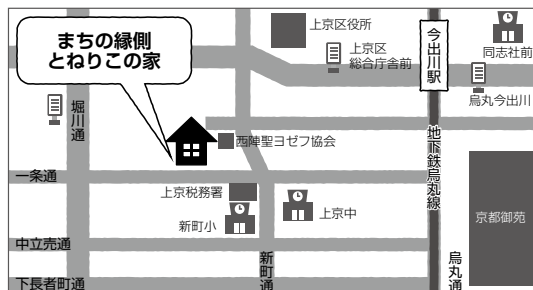 まちの縁側
とねりこの家
上京区役所
上京区
総合庁舎前
今出川駅
同志社前
烏丸今出川
堀川通
西陣聖ヨゼフ協会
地下鉄烏丸線
一条通
上京税務署
新町小
上京中
京都御苑
中立売通
新町通
烏丸通
下長者町通